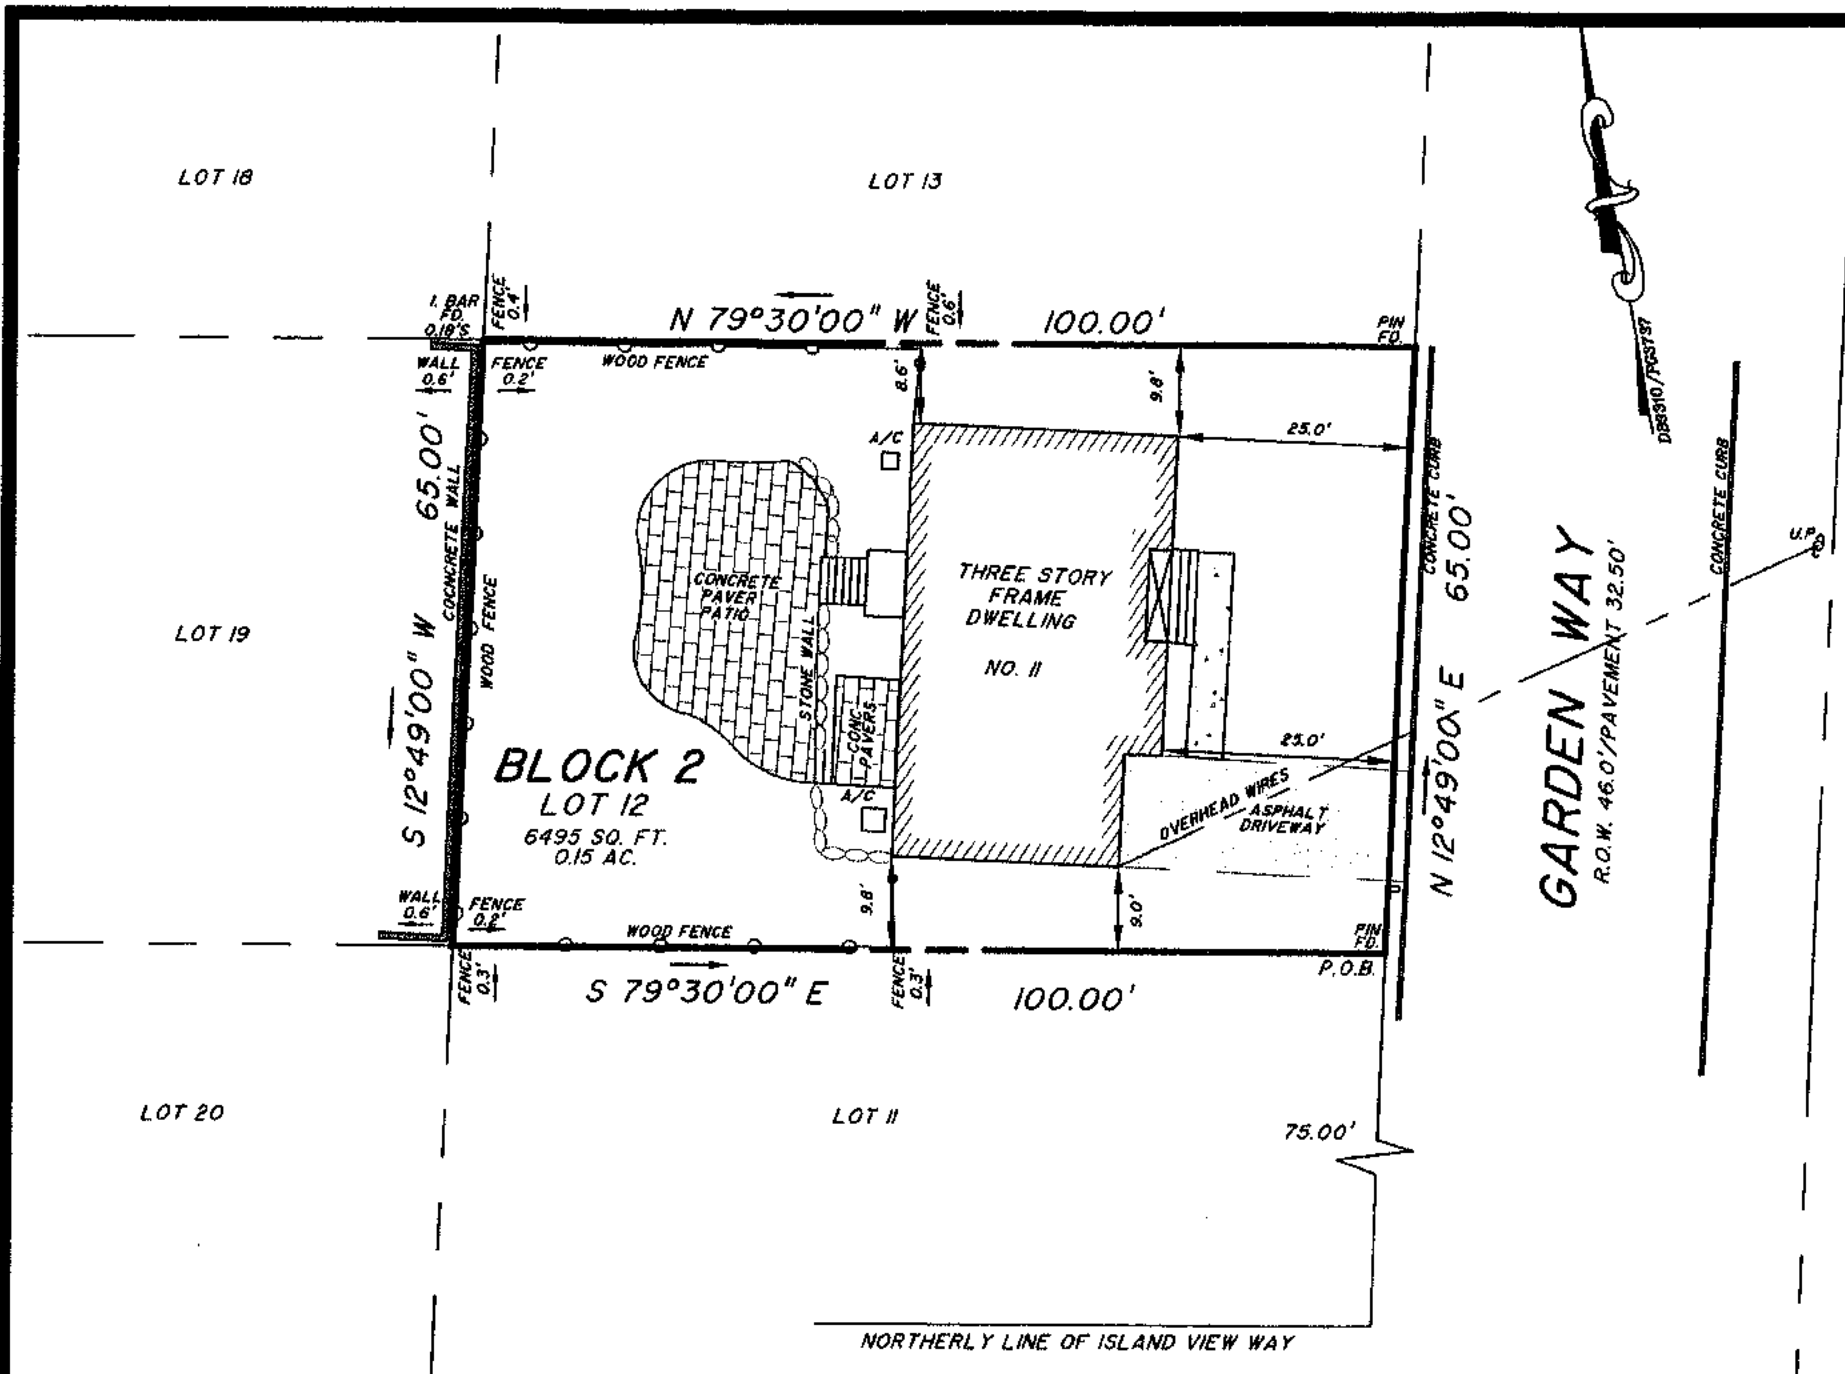 LOT 18
LOT 13
DB9310/PG3737
I. BAR
FD.
0.18'S
FENCE
0.4'
N 79°30'00" W
FENCE
0.6'
100.00'
PIN
FD.
WALL
0.6'
FENCE
0.2'
WOOD FENCE
8.6'
9.8'
25.0'
A/C
CONCRETE CURB
CONCRETE CURB
S 12°49'00" W 65.00'
COCNRETE WALL
WOOD FENCE
LOT 19
CONCRETE
PAVER
PATIO
STONE WALL
THREE STORY
FRAME
DWELLING
NO. 11
CONC.
PAVERS
A/C
U.P.
N 12°49'00" E 65.00'
GARDEN WAY
R.O.W. 46.0'/PAVEMENT 32.50'
BLOCK 2
LOT 12
6495 SQ. FT.
0.15 AC.
25.0'
OVERHEAD WIRES
ASPHALT
DRIVEWAY
WALL
0.6'
FENCE
0.2'
9.8'
9.0'
WOOD FENCE
PIN
FD.
P.O.B.
FENCE
0.3'
S 79°30'00" E
FENCE
0.3'
100.00'
LOT 20
LOT 11
75.00'
NORTHERLY LINE OF ISLAND VIEW WAY